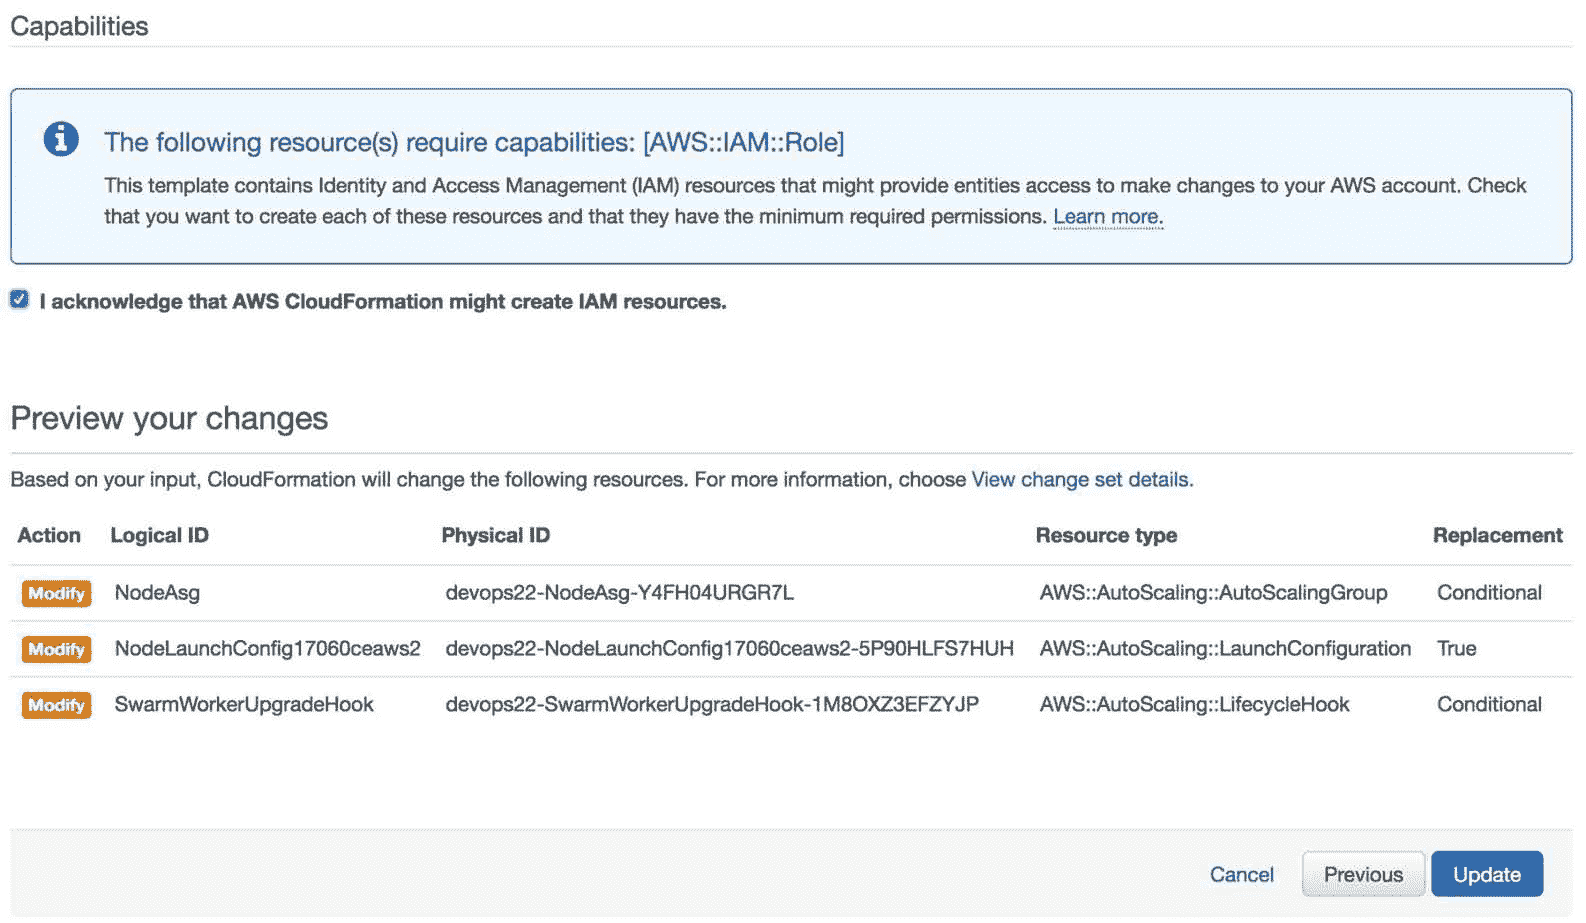 Capabilities
The following resource(s) require capabilities: [AWS::IAM::Role]
This template contains Identity and Access Management (IAM) resources that might provide entities access to make changes to your AWS account. Check
that you want to create each of these resources and that they have the minimum required permissions. Learn more.
I acknowledge that AWS CloudFormation might create IAM resources.
Preview your changes
Based on your input, CloudFormation will change the following resources. For more information, choose View change set details.
Action Logical ID Physical ID Resource type Replacement
Modify NodeAsg devops22-NodeAsg-Y4FH04URGR7L AWS::AutoScaling::AutoScalingGroup Conditional
Modify NodeLaunchConfig17060ceaws2 devops22-NodeLaunchConfig17060ceaws2-5P90HLFS7HUH AWS::AutoScaling::LaunchConfiguration True
Modify SwarmWorkerUpgradeHook devops22-SwarmWorkerUpgradeHook-1M8OXZ3EFZYJP AWS::AutoScaling::LifecycleHook Conditional
Cancel Previous Update